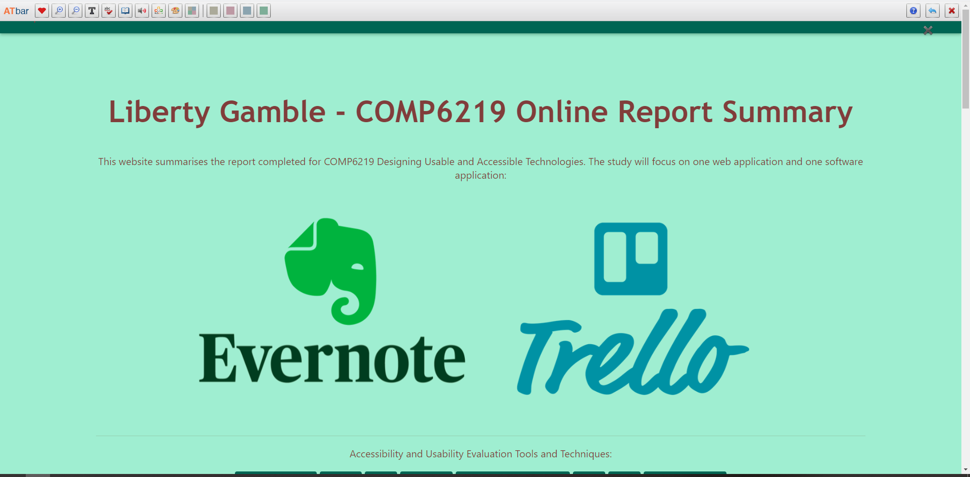 ATbar
Liberty Gamble - COMP6219 Online Report Summary
This website summarises the report completed for COMP6219 Designing Usable and Accessible Technologies. The study will focus on one web application and one software
application:
Evernote
Trello
Accessibility and Usability Evaluation Tools and Techniques: